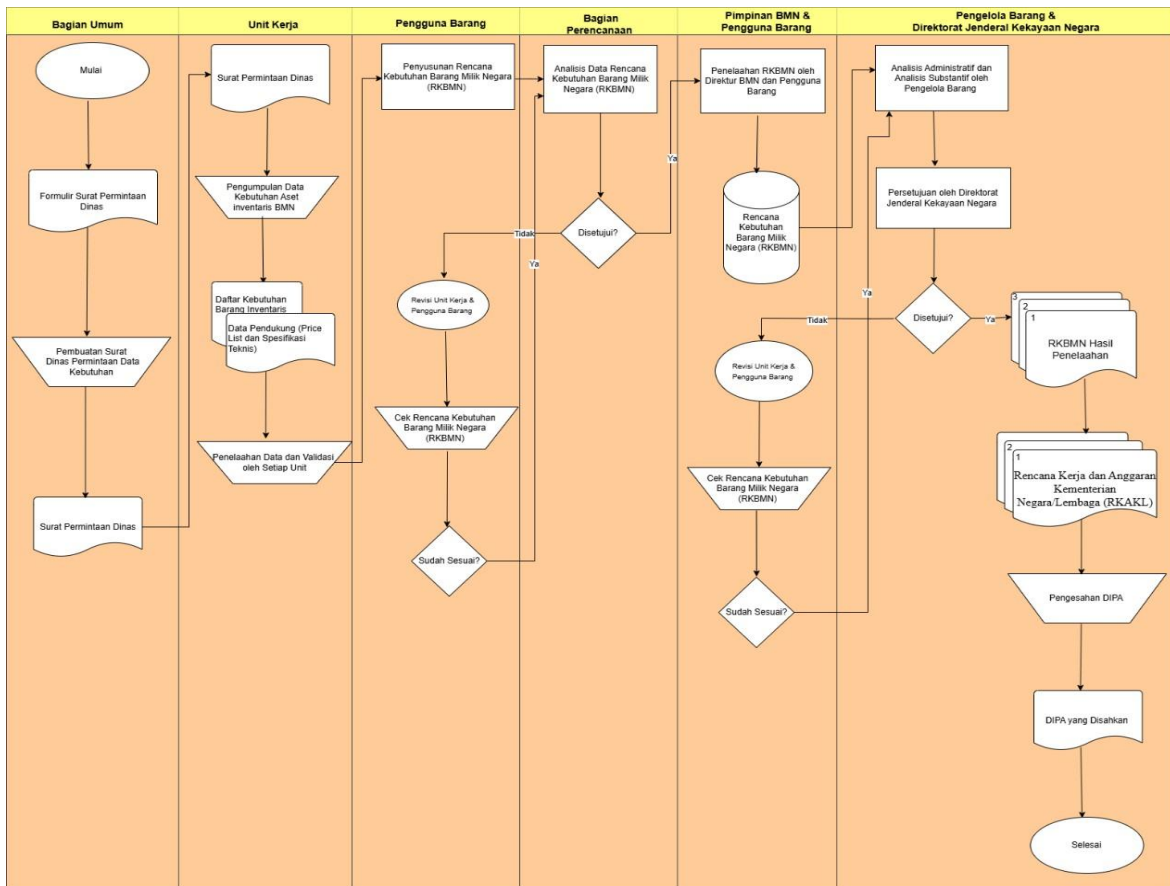 Bagian Umum
Unit Kerja
Pengguna Barang
Bagian
Perencanaan
Pimpinan BMN &
Pengguna Barang
Pengelola Barang &
Direktorat Jenderal Kekayaan Negara
Mulai
Formulir Surat Permintaan
Dinas
Pembuatan Surat
Dinas Permintaan Data
Kebutuhan
Surat Permintaan Dinas
Surat Permintaan Dinas
Pengumpulan Data
Kebutuhan Aset
inventaris BMN
Daftar Kebutuhan
Barang Inventaris
Data Pendukung (Price
List dan Spesifikasi
Teknis)
Penelaahan Data dan Validasi
oleh Setiap Unit
Penyusunan Rencana
Kebutuhan Barang Milik Negara
(RKBMN)
Tidak
Revisi Unit Kerja &
Pengguna Barang
Cek Rencana Kebutuhan
Barang Milik Negara
(RKBMN)
Sudah Sesuai?
Analisis Data Rencana
Kebutuhan Barang Milik
Negara (RKBMN)
Disetujui?
Ya
Ya
Penelaahan RKBMN oleh
Direktur BMN dan Pengguna
Barang
Rencana
Kebutuhan
Barang Milik
Negara (RKBMN)
Tidak
Revisi Unit Kerja &
Pengguna Barang
Cek Rencana Kebutuhan
Barang Milik Negara
(RKBMN)
Sudah Sesuai?
Ya
Analisis Administratif dan
Analisis Substantif oleh
Pengelola Barang
Persetujuan oleh Direktorat
Jenderal Kekayaan Negara
Disetujui?
Ya
3
2
1
RKBMN Hasil
Penelaahan
2
1
Rencana Kerja dan Anggaran
Kementerian
Negara/Lembaga (RKAKL)
Pengesahan DIPA
DIPA yang Disahkan
Selesai